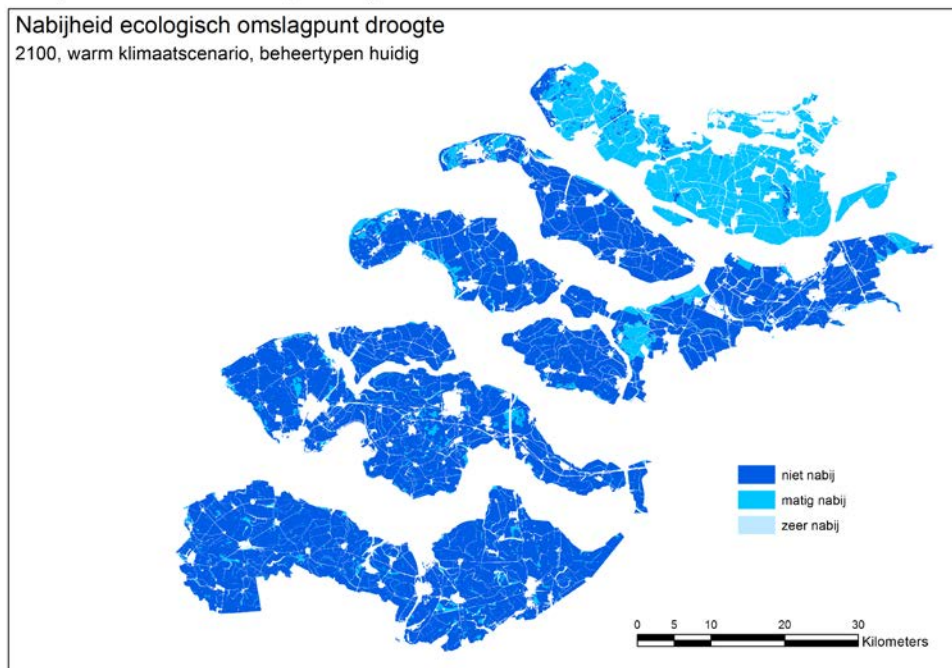 Nabijheid ecologisch omslagpunt droogte
2100, warm klimaatscenario, beheertypen huidig
niet nabij
matig nabij
zeer nabij
0 5 10 20 30
Kilometers